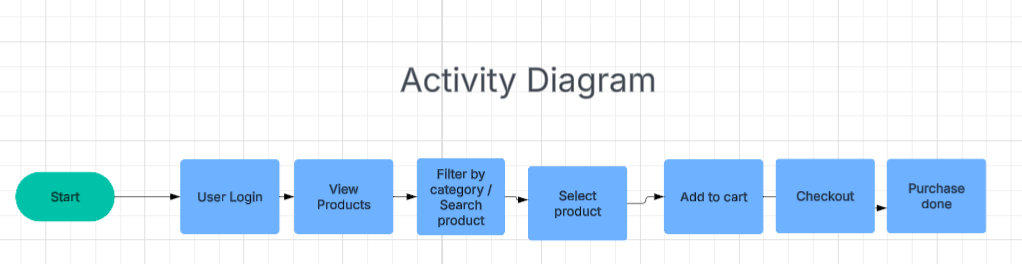 Activity Diagram
Start
User Login
View
Products
Filter by
category /
Search
product
Select
product
Add to cart
Checkout
Purchase
done